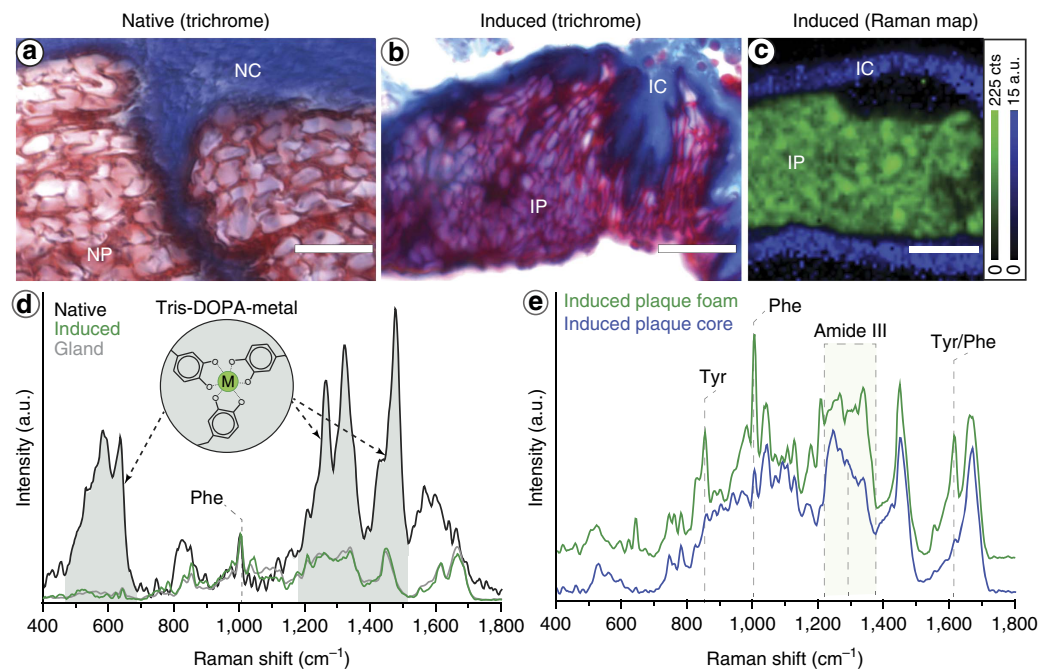 Native (trichrome)
Induced (trichrome)
Induced (Raman map)
a
NC
NP
b
IC
IP
c
IC
IP
0 225 cts
0 15 a.u.
d
Native
Induced
Gland
Tris-DOPA-metal
M
Phe
Intensity (a.u.)
400 600 800 1,000 1,200 1,400 1,600 1,800
Raman shift (cm⁻¹)
e
Induced plaque foam
Induced plaque core
Phe
Amide III
Tyr
Tyr/Phe
Intensity (a.u.)
400 600 800 1,000 1,200 1,400 1,600 1,800
Raman shift (cm⁻¹)